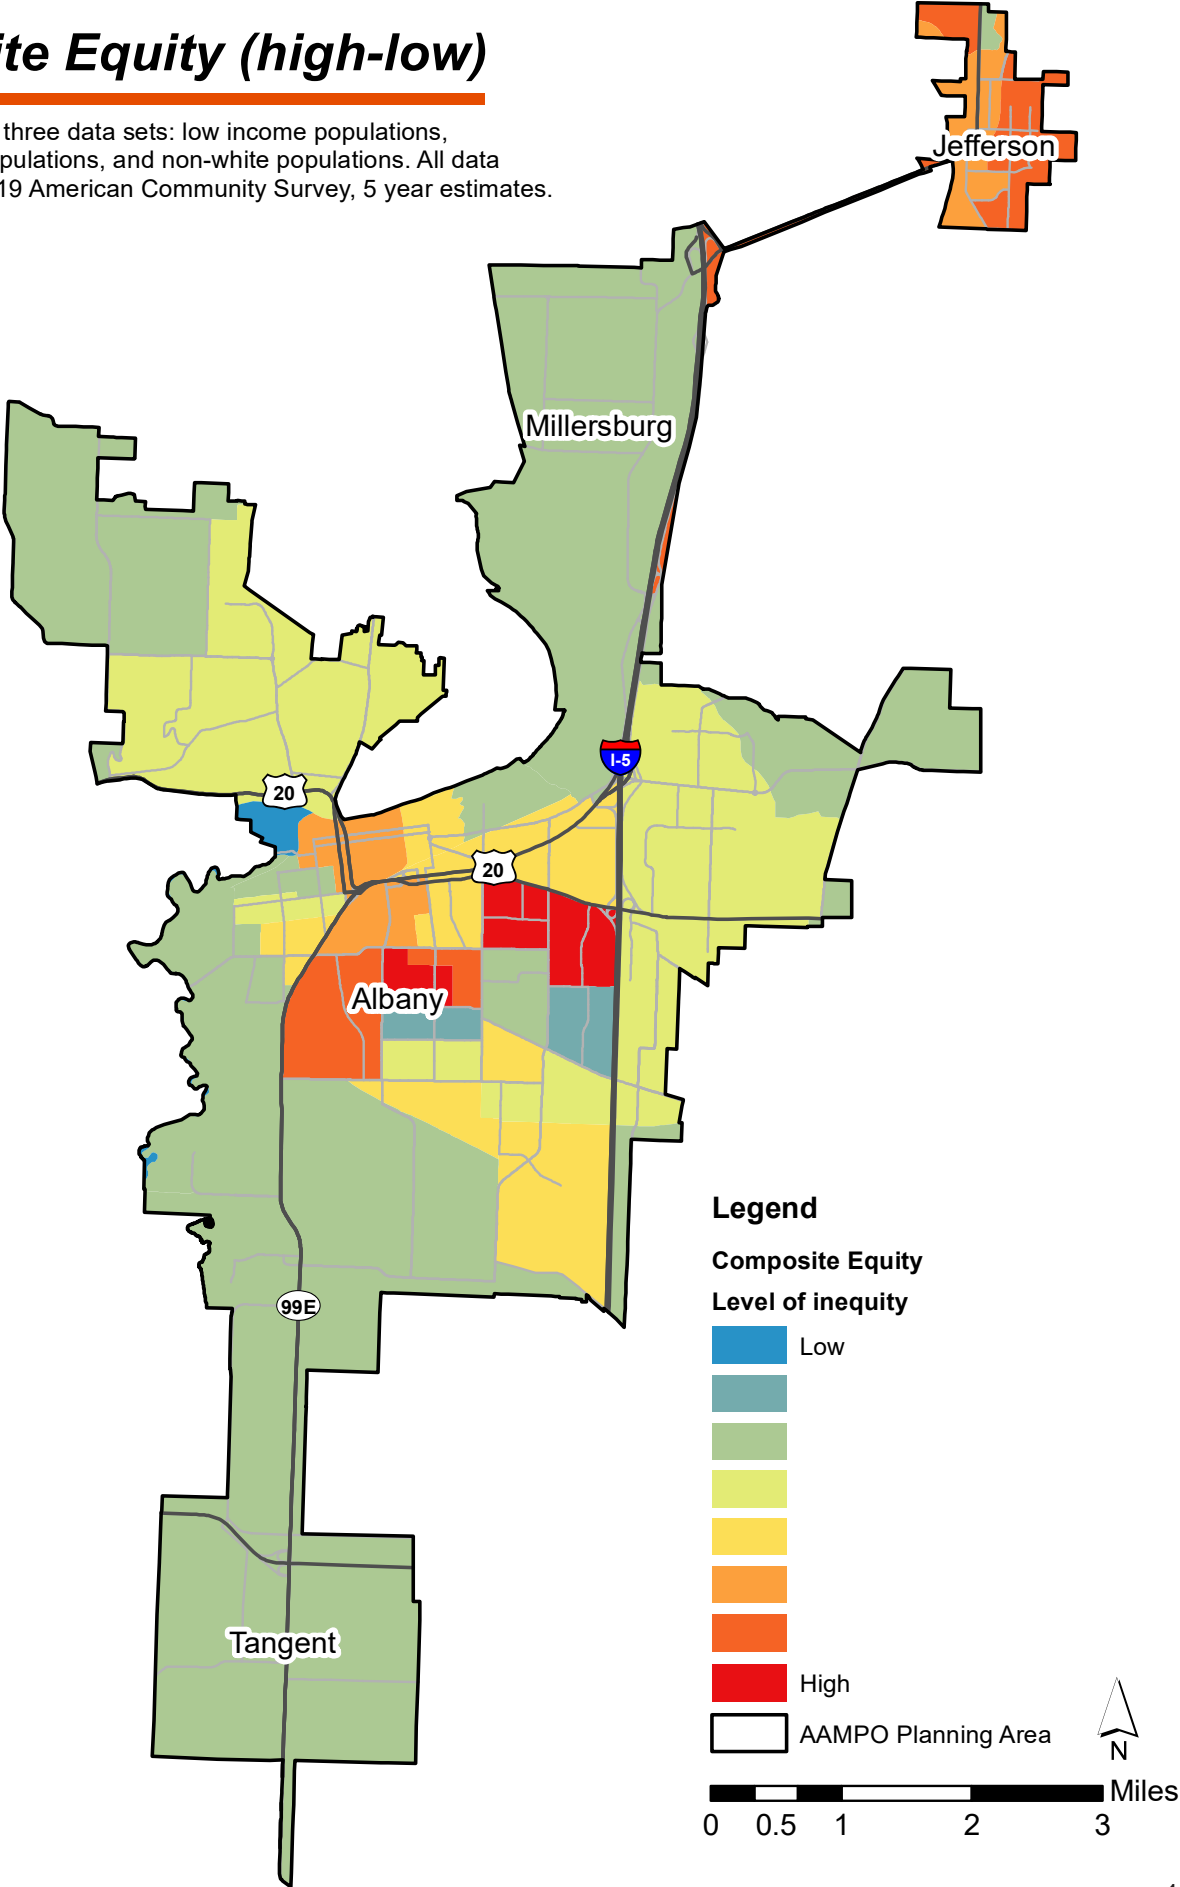 ite Equity (high-low)
three data sets: low income populations,
pulations, and non-white populations. All data
19 American Community Survey, 5 year estimates.
Jefferson
Millersburg
I-5
20
20
Albany
99E
Tangent
Legend
Composite Equity
Level of inequity
Low
High
AAMPO Planning Area
N
Miles
0 0.5 1 2 3